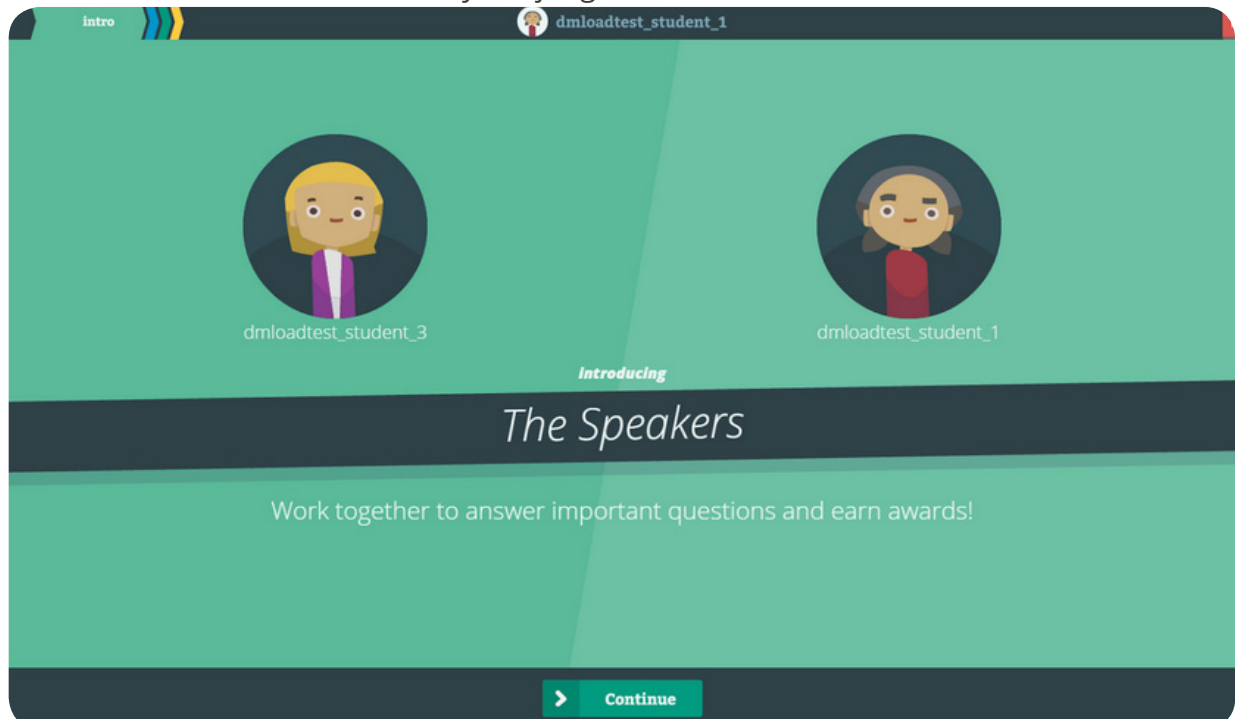 intro
dmloadtest_student_1
dmloadtest_student_3
dmloadtest_student_1
introducing
The Speakers
Work together to answer important questions and earn awards!
Continue